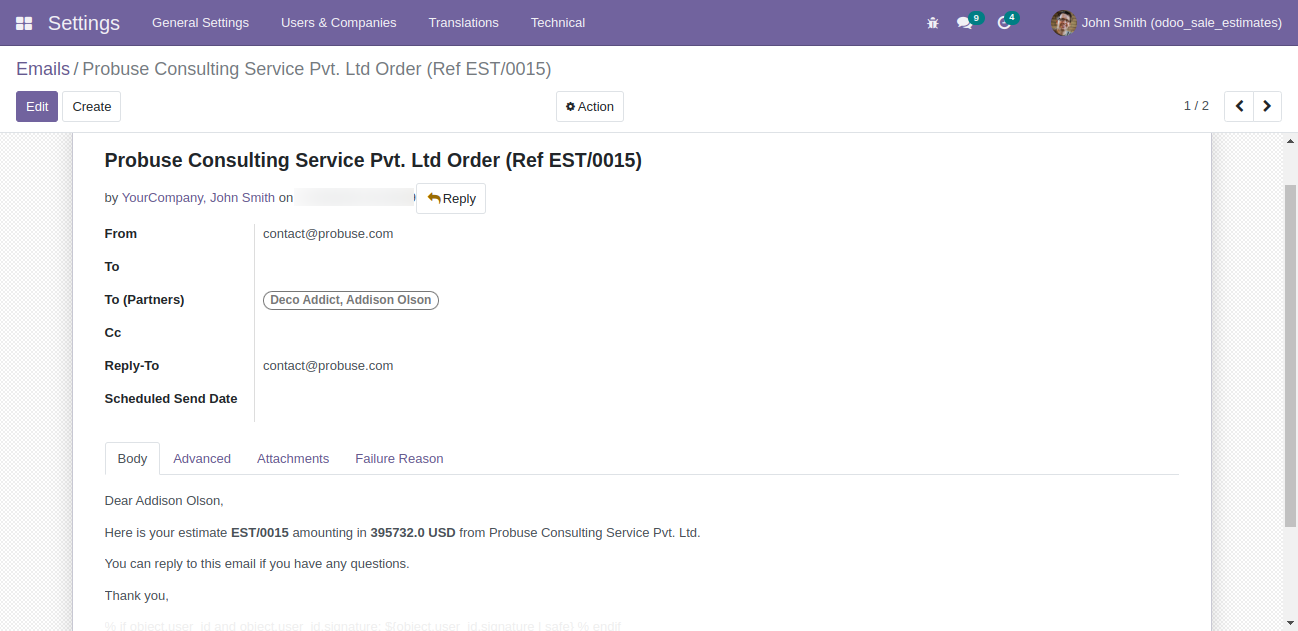 Settings General Settings Users & Companies Translations Technical 9 4 John Smith (odoo_sale_estimates)
Emails / Probuse Consulting Service Pvt. Ltd Order (Ref EST/0015)
Edit Create Action 1 / 2
Probuse Consulting Service Pvt. Ltd Order (Ref EST/0015)
by YourCompany, John Smith on Reply
From contact@probuse.com
To
To (Partners) Deco Addict, Addison Olson
Cc
Reply-To contact@probuse.com
Scheduled Send Date
Body Advanced Attachments Failure Reason
Dear Addison Olson,
Here is your estimate EST/0015 amounting in 395732.0 USD from Probuse Consulting Service Pvt. Ltd.
You can reply to this email if you have any questions.
Thank you,
% if object.user_id and object.user_id.signature: ${object.user_id.signature | safe} % endif